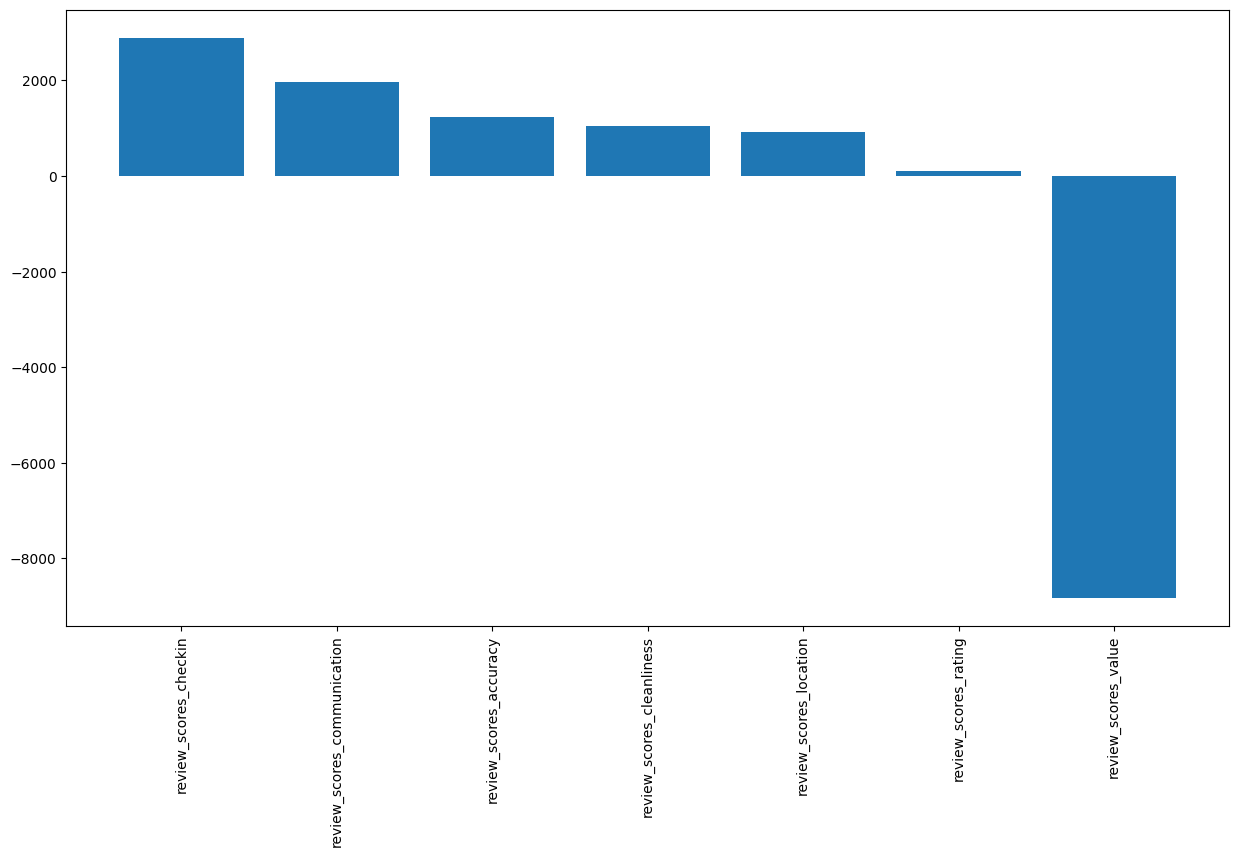 2000
0
−2000
−4000
−6000
−8000
review_scores_checkin
review_scores_communication
review_scores_accuracy
review_scores_cleanliness
review_scores_location
review_scores_rating
review_scores_value